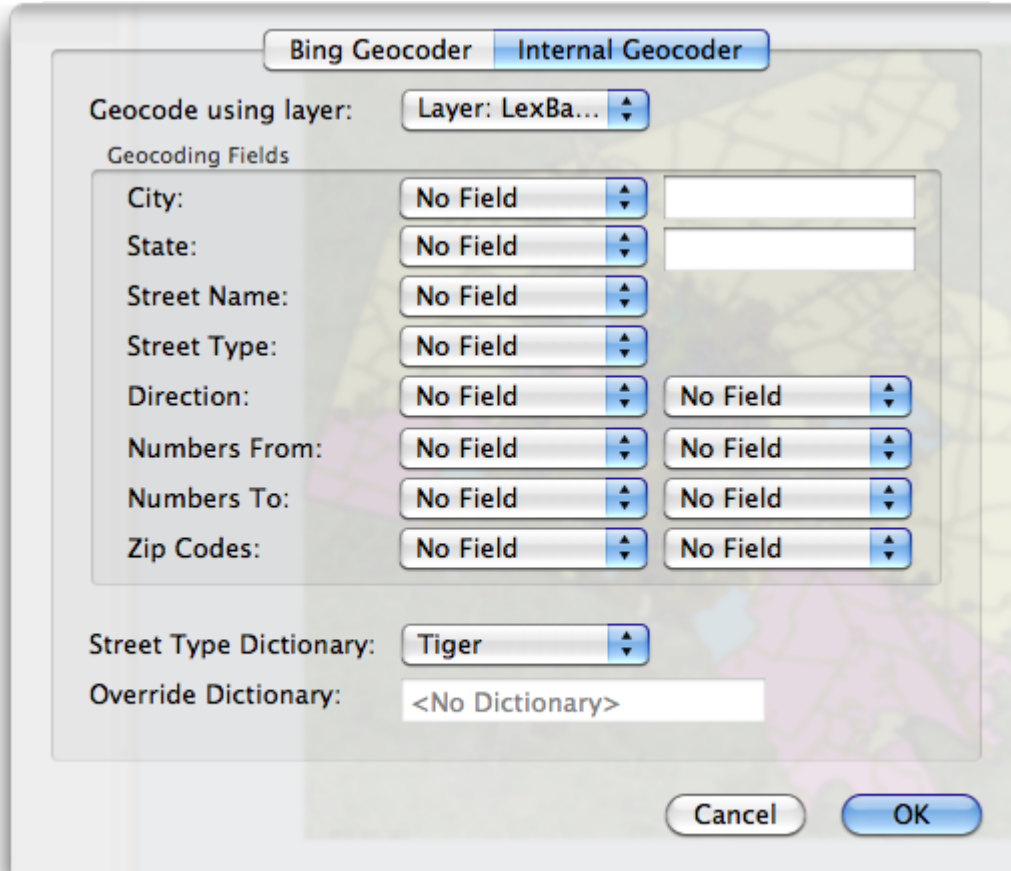 Bing Geocoder Internal Geocoder
Geocode using layer: Layer: LexBa...
Geocoding Fields
City: No Field
State: No Field
Street Name: No Field
Street Type: No Field
Direction: No Field No Field
Numbers From: No Field No Field
Numbers To: No Field No Field
Zip Codes: No Field No Field
Street Type Dictionary: Tiger
Override Dictionary: <No Dictionary>
Cancel OK